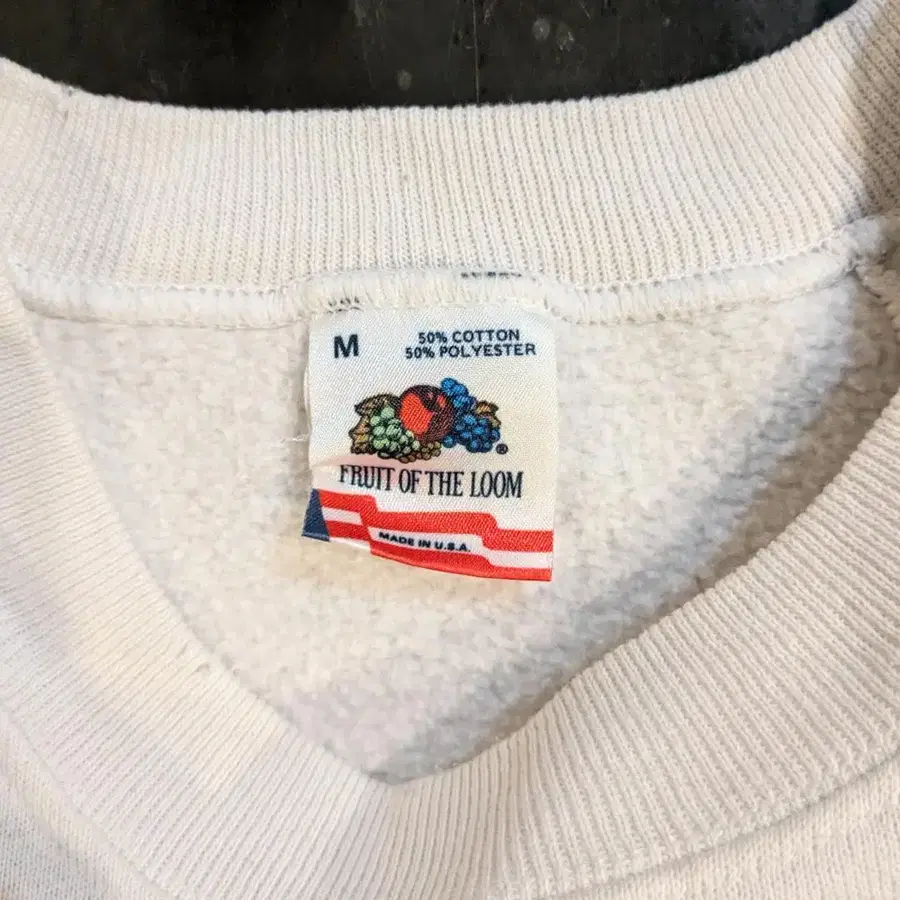 M
50% COTTON
50% POLYESTER
®
FRUIT OF THE LOOM
MADE IN U.S.A.